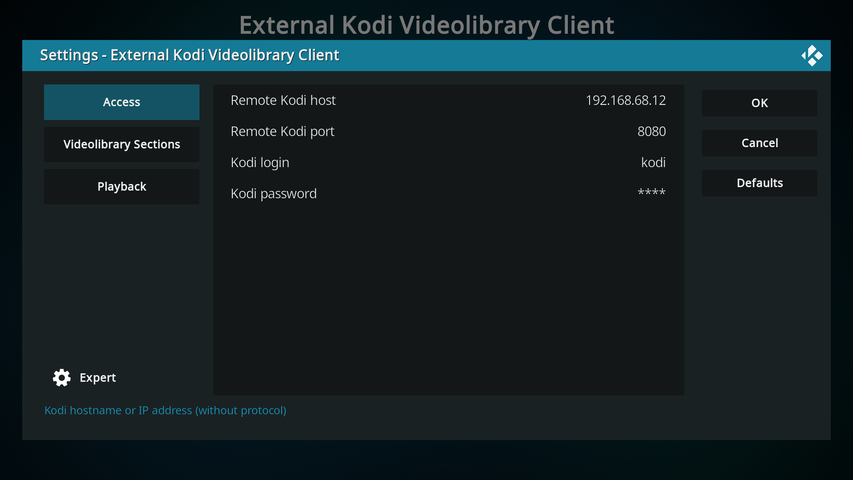 External Kodi Videolibrary Client
Settings - External Kodi Videolibrary Client
Access
Videolibrary Sections
Playback
Expert
Remote Kodi host 192.168.68.12
Remote Kodi port 8080
Kodi login kodi
Kodi password ****
OK
Cancel
Defaults
Kodi hostname or IP address (without protocol)